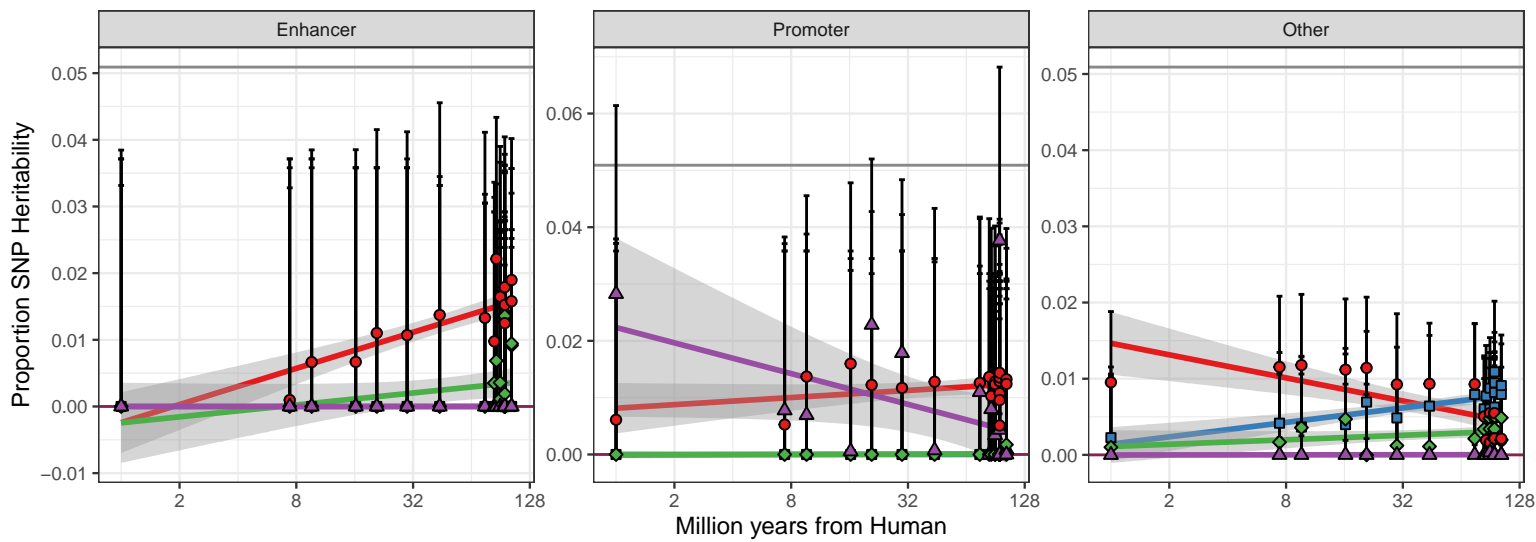 Enhancer Promoter Other
Proportion SNP Heritability
0.05
0.04
0.03
0.02
0.01
0.00
−0.01
2 8 32 128
0.06
0.04
0.02
0.00
2 8 32 128
0.05
0.04
0.03
0.02
0.01
0.00
2 8 32 128
Million years from Human